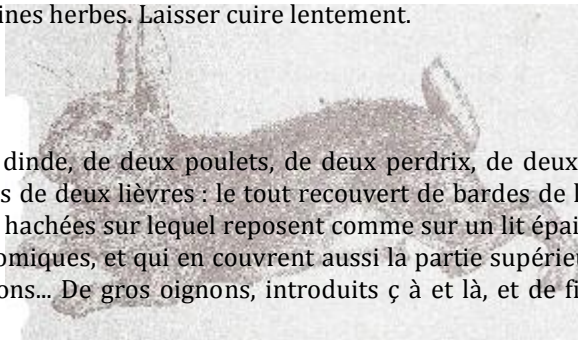 ines herbes. Laisser cuire lentement.
dinde, de deux poulets, de deux perdrix, de deux
s de deux lièvres : le tout recouvert de bardes de l
hachées sur lequel reposent comme sur un lit épai
omiques, et qui en couvrent aussi la partie supérieu
ons... De gros oignons, introduits ç à et là, et de fi